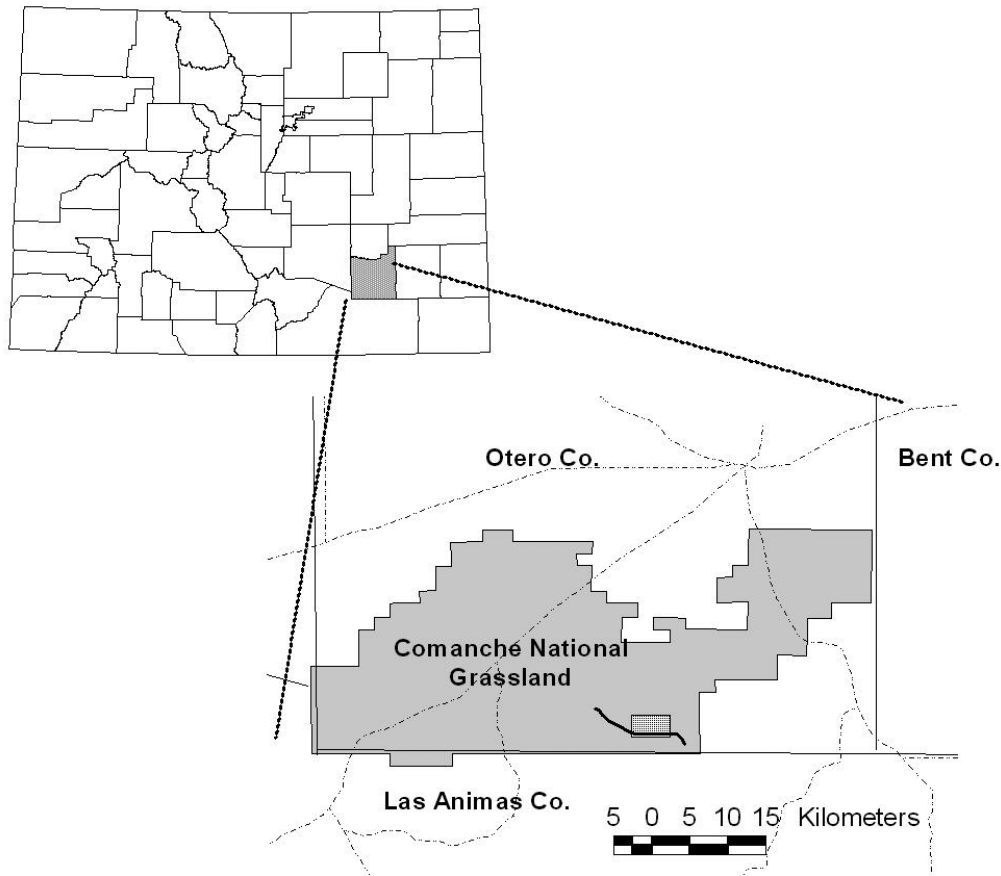 Otero Co.
Bent Co.
Comanche National
Grassland
Las Animas Co.
5 0 5 10 15 Kilometers